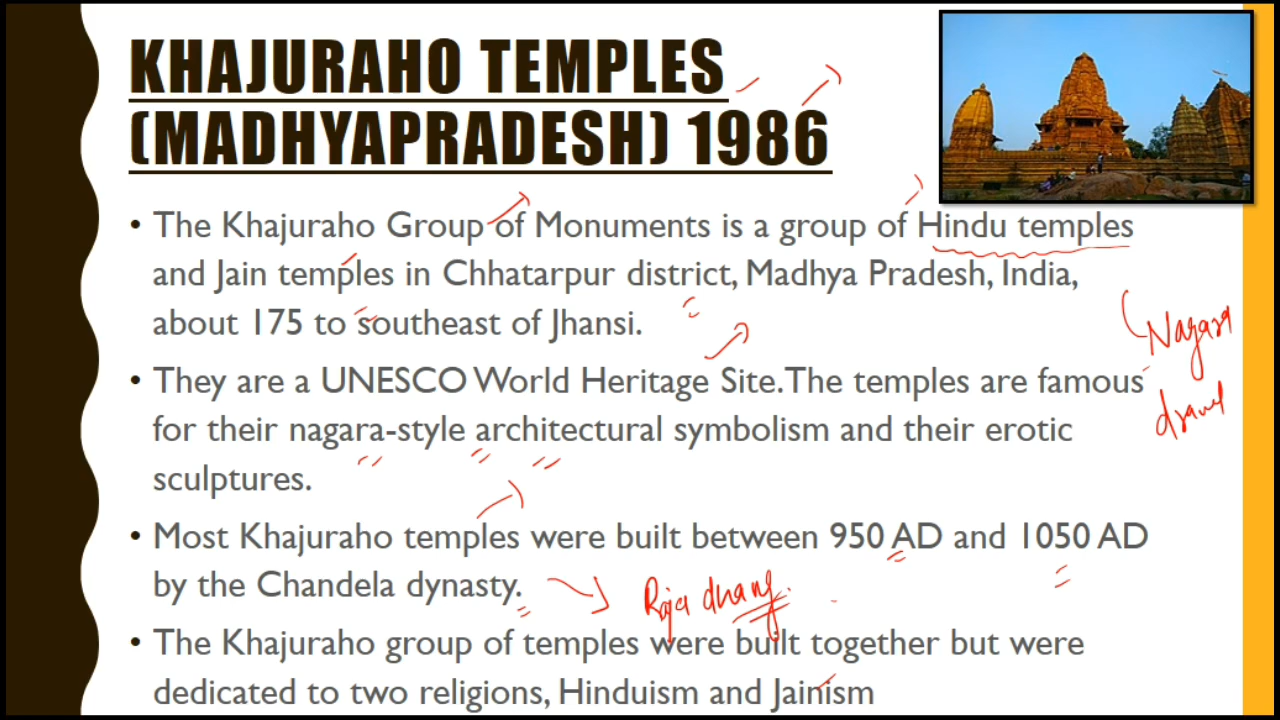 KHAJURAHO TEMPLES
(MADHYAPRADESH) 1986
• The Khajuraho Group of Monuments is a group of Hindu temples
and Jain temples in Chhatarpur district, Madhya Pradesh, India,
about 175 to southeast of Jhansi.
• They are a UNESCO World Heritage Site. The temples are famous
for their nagara-style architectural symbolism and their erotic
sculptures.
Nagara
• Most Khajuraho temples were built between 950 AD and 1050 AD
by the Chandela dynasty.
Raja dhang
• The Khajuraho group of temples were built together but were
dedicated to two religions, Hinduism and Jainism